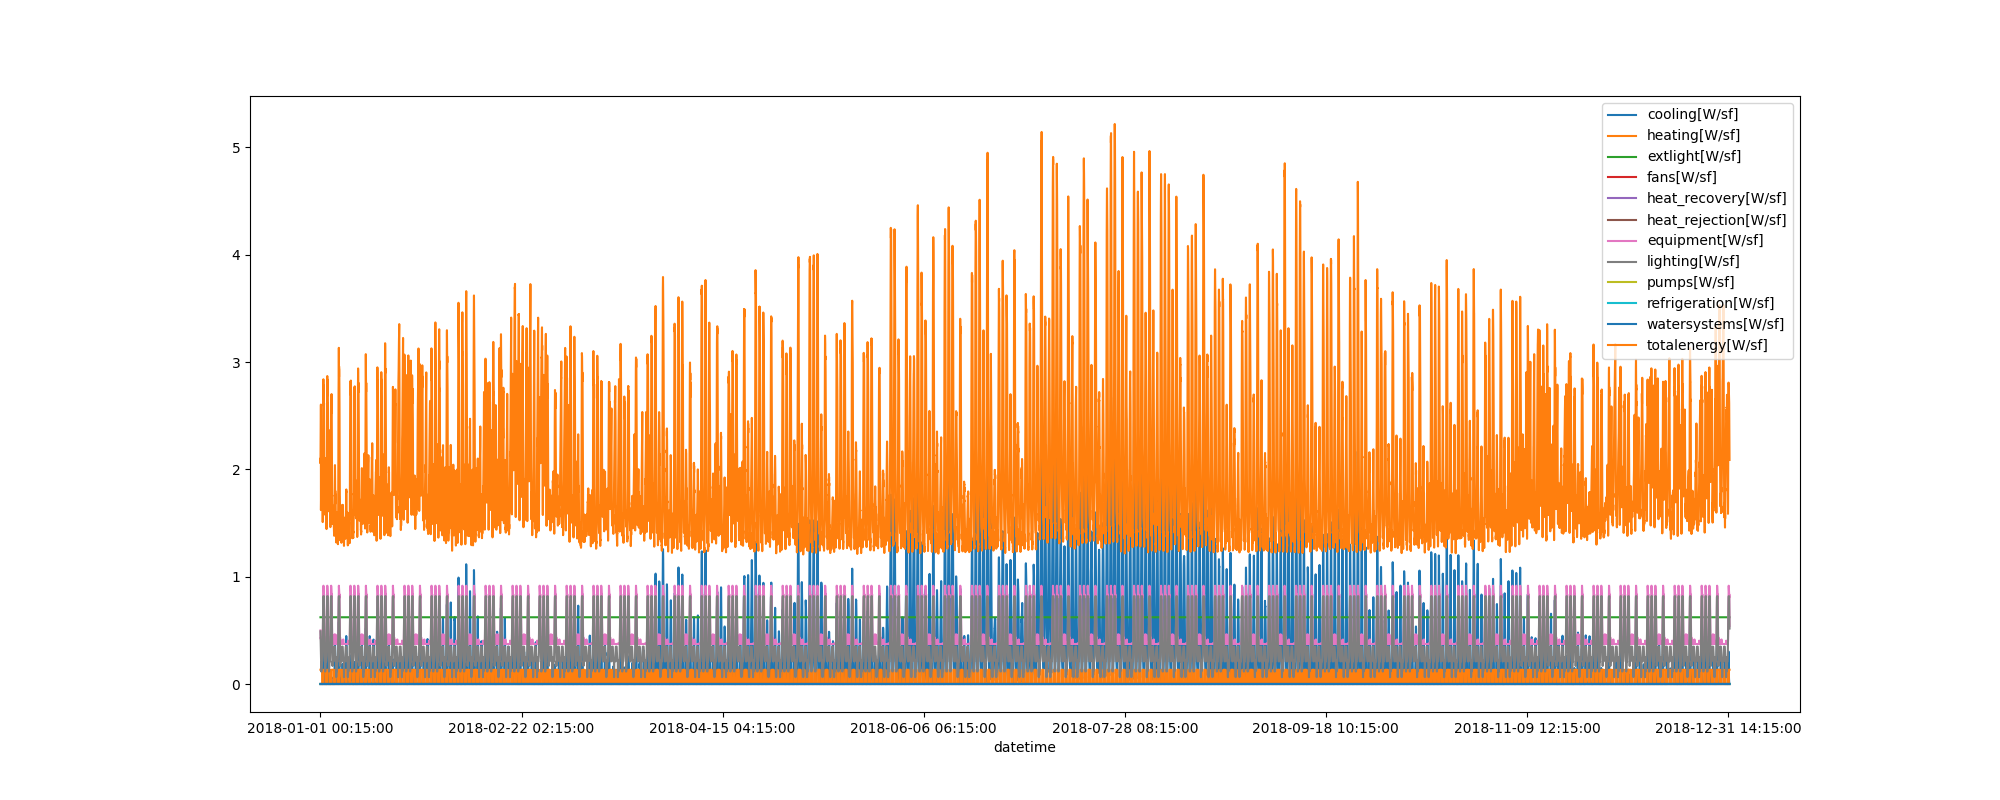 cooling[W/sf]
heating[W/sf]
extlight[W/sf]
fans[W/sf]
heat_recovery[W/sf]
heat_rejection[W/sf]
equipment[W/sf]
lighting[W/sf]
pumps[W/sf]
refrigeration[W/sf]
watersystems[W/sf]
totalenergy[W/sf]
5
4
3
2
1
0
2018-01-01 00:15:00 2018-02-22 02:15:00 2018-04-15 04:15:00 2018-06-06 06:15:00 2018-07-28 08:15:00 2018-09-18 10:15:00 2018-11-09 12:15:00 2018-12-31 14:15:00
datetime